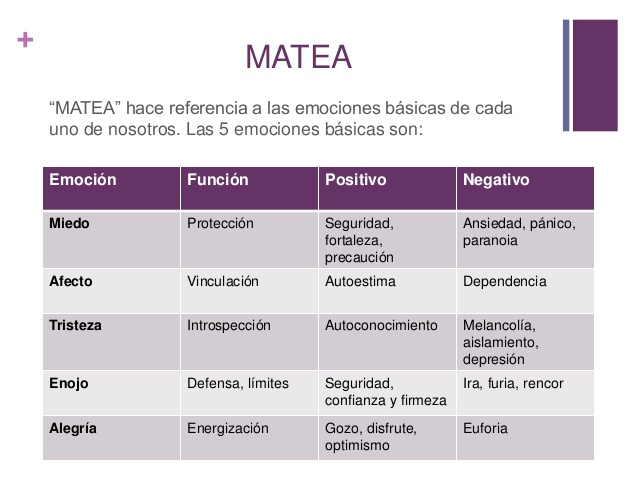 +
MATEA
“MATEA” hace referencia a las emociones básicas de cada
uno de nosotros. Las 5 emociones básicas son:
Emoción Función Positivo Negativo
Miedo Protección Seguridad, fortaleza, precaución Ansiedad, pánico, paranoia
Afecto Vinculación Autoestima Dependencia
Tristeza Introspección Autoconocimiento Melancolía, aislamiento, depresión
Enojo Defensa, límites Seguridad, confianza y firmeza Ira, furia, rencor
Alegría Energización Gozo, disfrute, optimismo Euforia